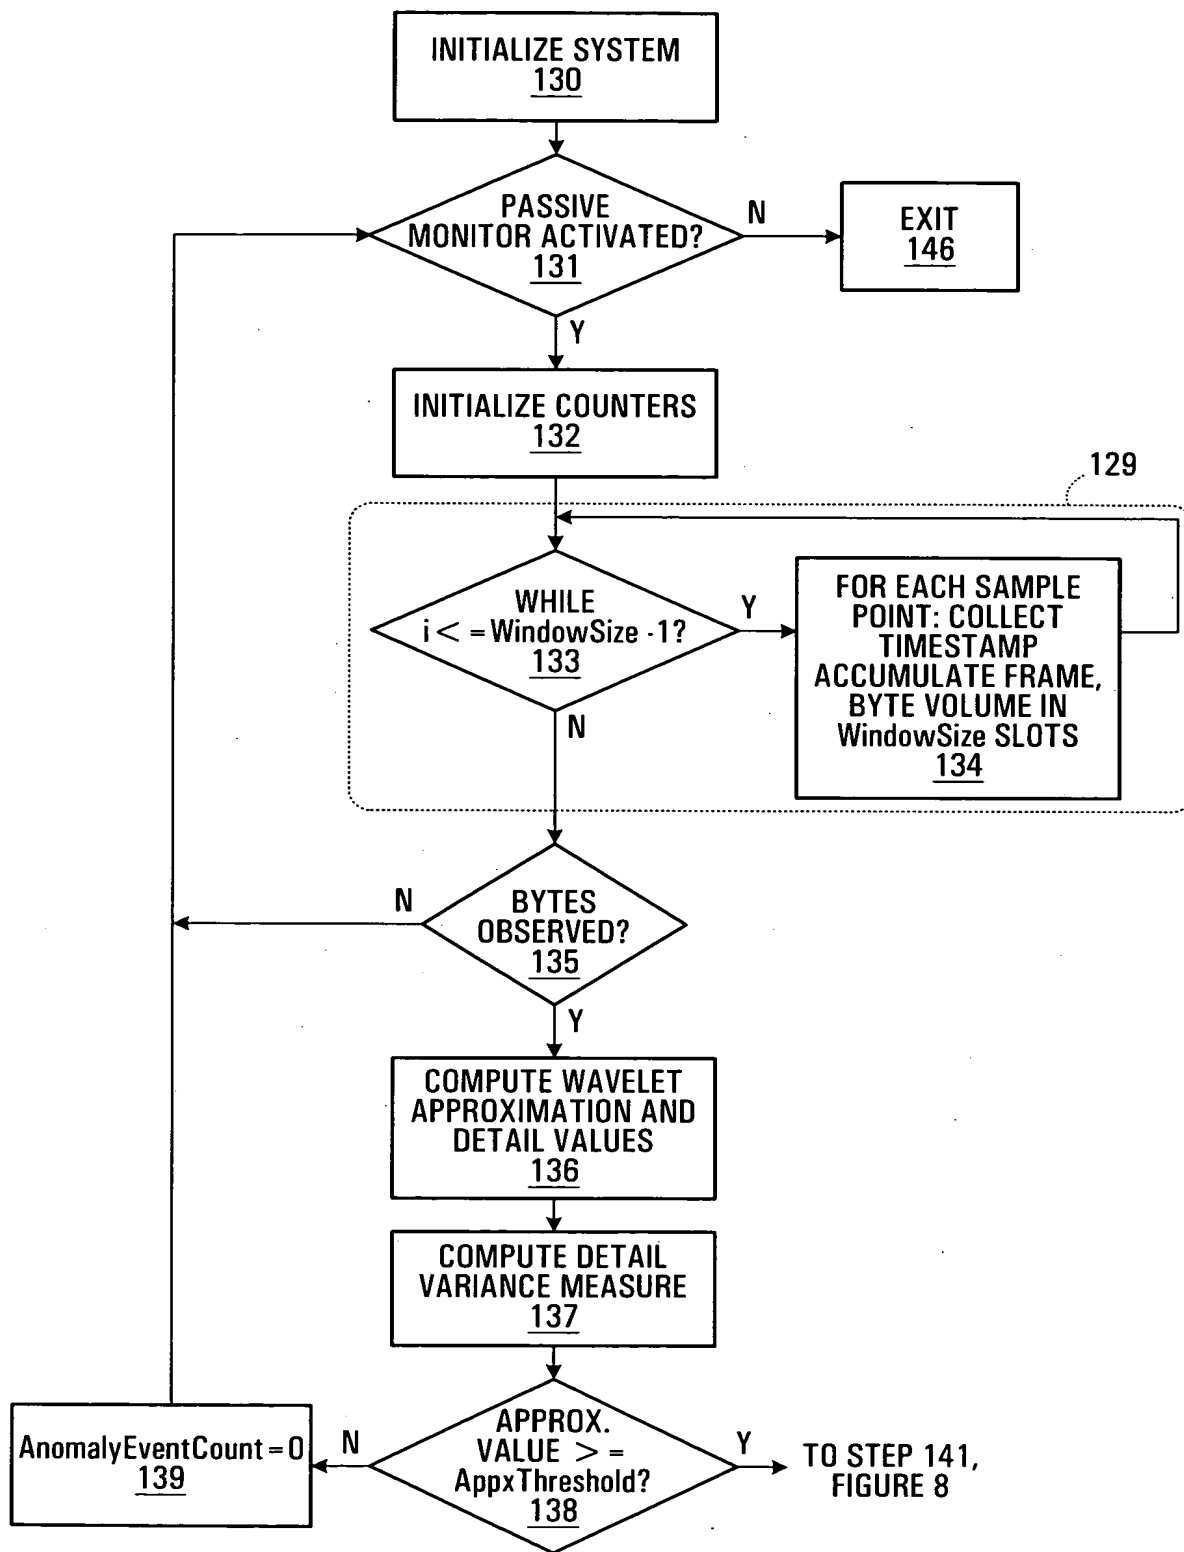 INITIALIZE SYSTEM
130
PASSIVE
MONITOR ACTIVATED?
131
N
EXIT
146
Y
INITIALIZE COUNTERS
132
129
WHILE
i < = WindowSize -1?
133
Y
FOR EACH SAMPLE
POINT: COLLECT
TIMESTAMP
ACCUMULATE FRAME,
BYTE VOLUME IN
WindowSize SLOTS
134
N
N
BYTES
OBSERVED?
135
Y
COMPUTE WAVELET
APPROXIMATION AND
DETAIL VALUES
136
COMPUTE DETAIL
VARIANCE MEASURE
137
AnomalyEventCount = 0
139
N
APPROX.
VALUE > =
AppxThreshold?
138
Y
TO STEP 141,
FIGURE 8